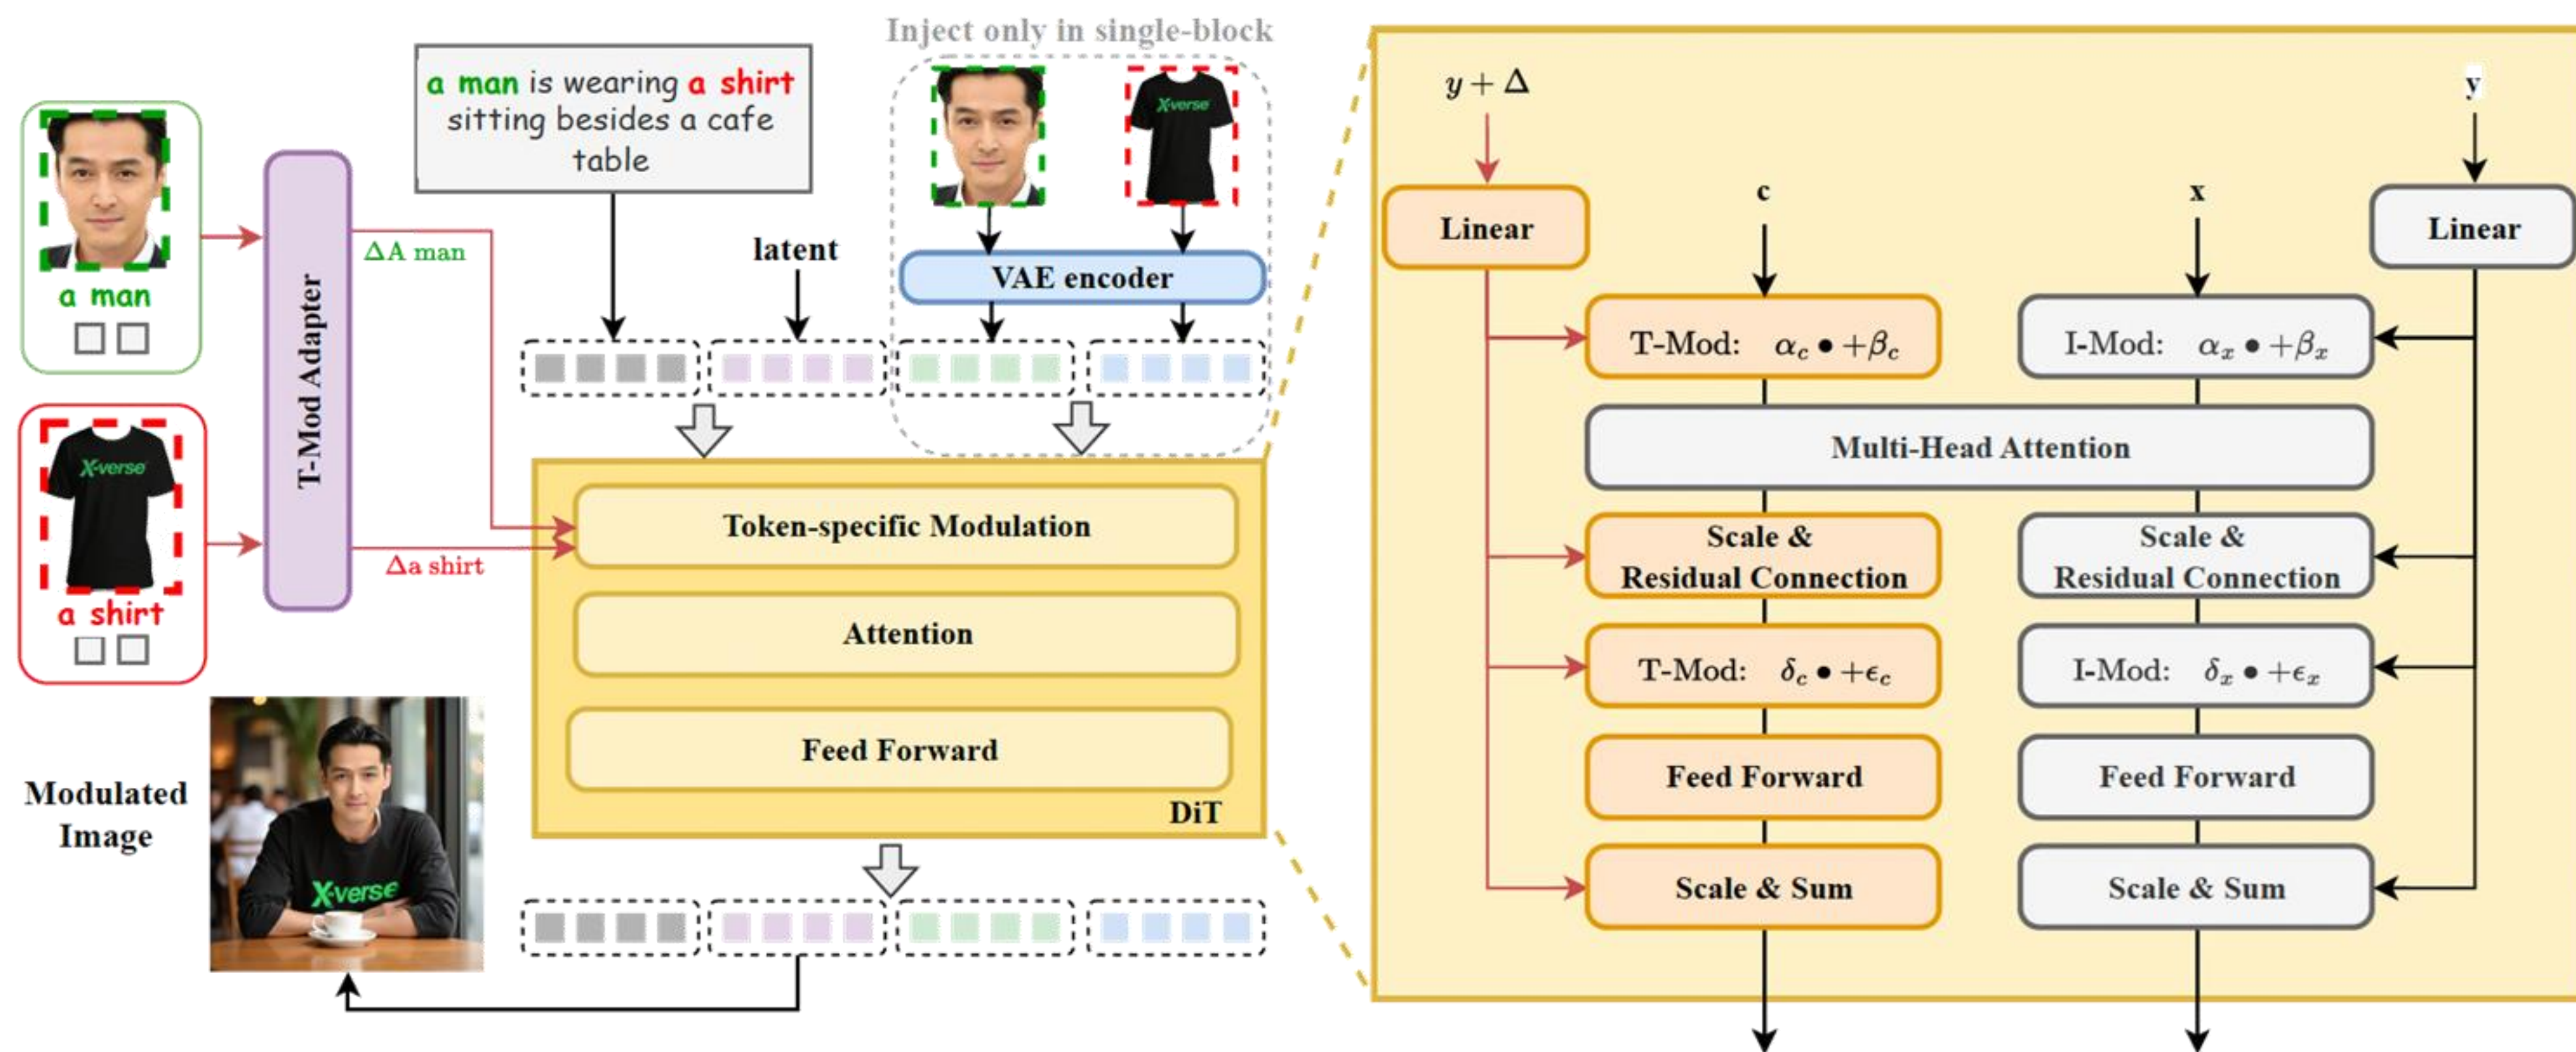 Inject only in single-block
a man is wearing a shirt
sitting besides a cafe
table
X-verse
a man
T-Mod Adapter
ΔA man
latent
VAE encoder
X-verse
a shirt
Δa shirt
Token-specific Modulation
Attention
Feed Forward
DiT
Modulated
Image
X-verse
y + Δ
y
c
x
Linear
Linear
T-Mod: α_c • +β_c
I-Mod: α_x • +β_x
Multi-Head Attention
Scale &
Residual Connection
Scale &
Residual Connection
T-Mod: δ_c • +ϵ_c
I-Mod: δ_x • +ϵ_x
Feed Forward
Feed Forward
Scale & Sum
Scale & Sum